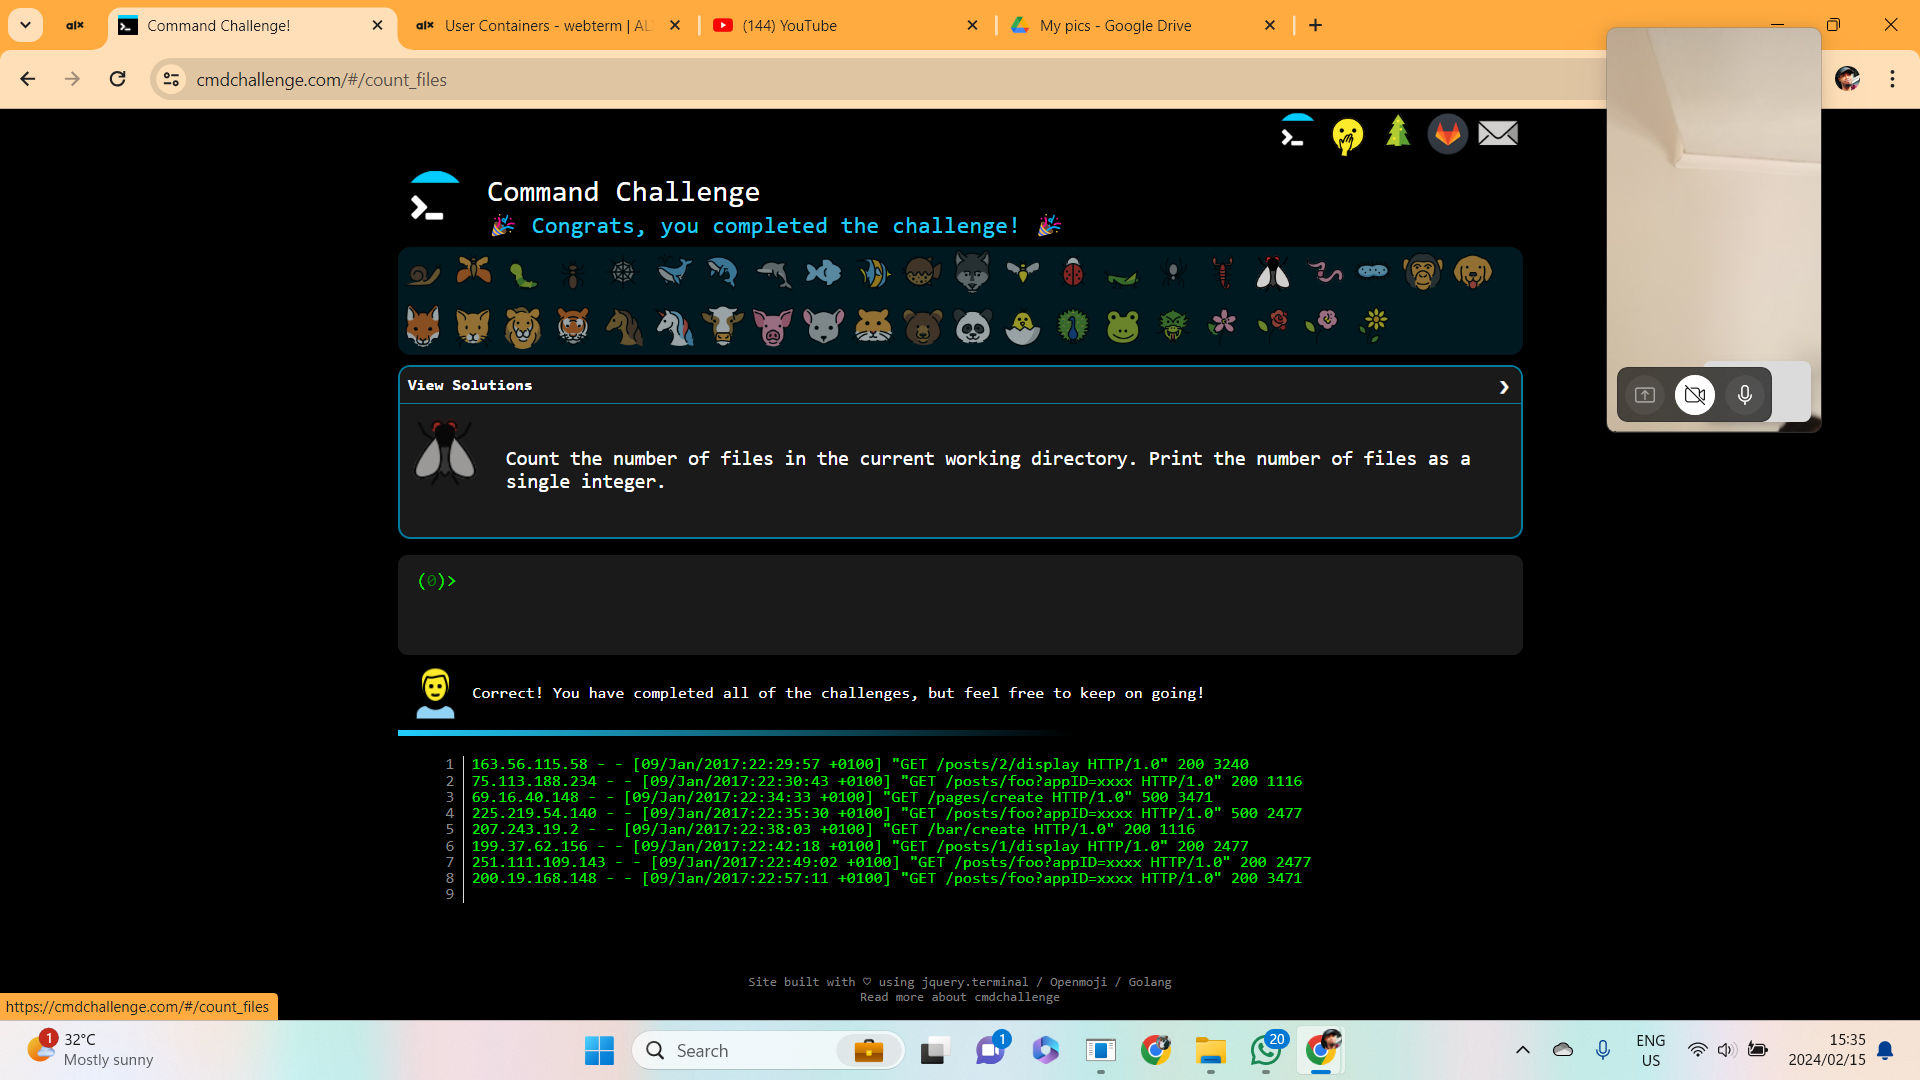 alx
Command Challenge!
alx
User Containers - webterm | AL
(144) YouTube
My pics - Google Drive
cmdchallenge.com/#/count_files
Command Challenge
Congrats, you completed the challenge!
View Solutions
Count the number of files in the current working directory. Print the number of files as a
single integer.
(0)>
Correct! You have completed all of the challenges, but feel free to keep on going!
1 163.56.115.58 - - [09/Jan/2017:22:29:57 +0100] "GET /posts/2/display HTTP/1.0" 200 3240
2 75.113.188.234 - - [09/Jan/2017:22:30:43 +0100] "GET /posts/foo?appID=xxxx HTTP/1.0" 200 1116
3 69.16.40.148 - - [09/Jan/2017:22:34:33 +0100] "GET /pages/create HTTP/1.0" 500 3471
4 225.219.54.140 - - [09/Jan/2017:22:35:30 +0100] "GET /posts/foo?appID=xxxx HTTP/1.0" 500 2477
5 207.243.19.2 - - [09/Jan/2017:22:38:03 +0100] "GET /bar/create HTTP/1.0" 200 1116
6 199.37.62.156 - - [09/Jan/2017:22:42:18 +0100] "GET /posts/1/display HTTP/1.0" 200 2477
7 251.111.109.143 - - [09/Jan/2017:22:49:02 +0100] "GET /posts/foo?appID=xxxx HTTP/1.0" 200 2477
8 200.19.168.148 - - [09/Jan/2017:22:57:11 +0100] "GET /posts/foo?appID=xxxx HTTP/1.0" 200 3471
9
Site built with ♡ using jquery.terminal / Openmoji / Golang
Read more about cmdchallenge
https://cmdchallenge.com/#/count_files
1
32°C
Mostly sunny
Search
1
20
ENG
US
15:35
2024/02/15